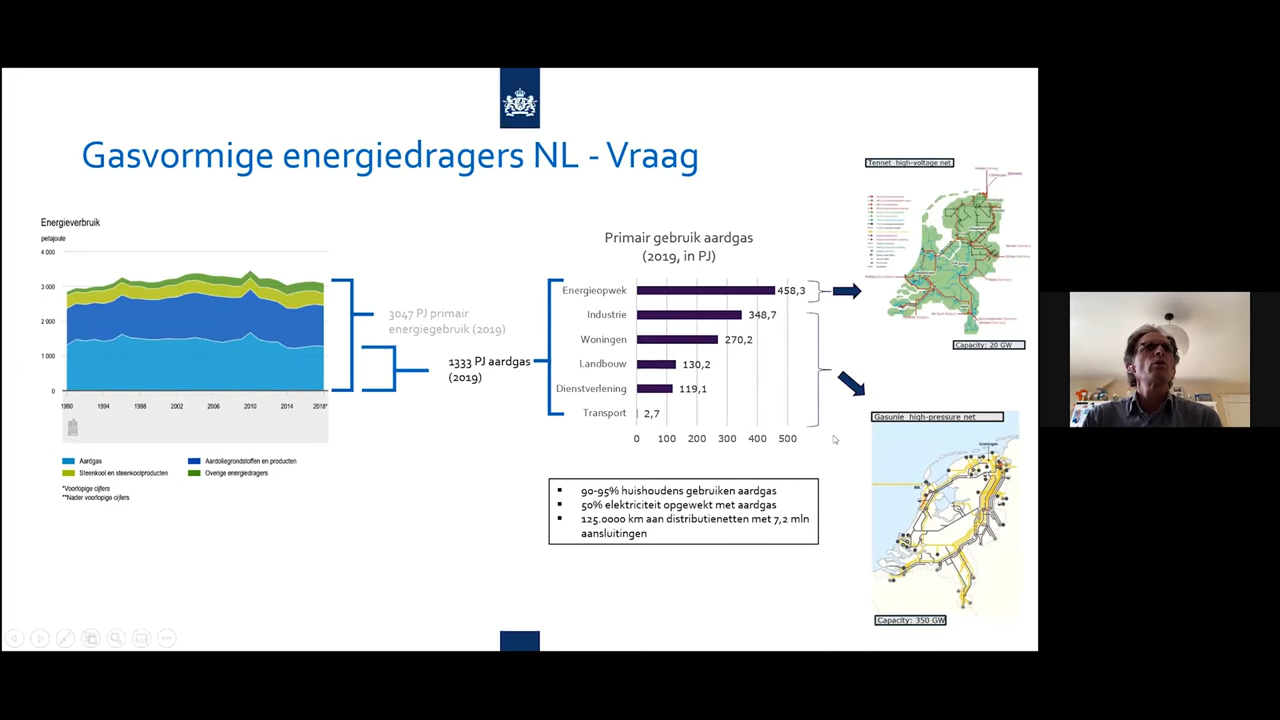 Gasvormige energiedragers NL - Vraag
Energieverbruik
petajoule
4 000
3 000
2 000
1 000
0
1990
1994
1998
2002
2006
2010
2014
2018*
Aardgas
Aardoliegrondstoffen en producten
Steenkool en steenkoolproducten
Overige energiedragers
*Voorlopige cijfers
**Nader voorlopige cijfers
3047 PJ primair
energiegebruik (2019)
1333 PJ aardgas
(2019)
Primair gebruik aardgas
(2019, in PJ)
Energieopwek 458,3
Industrie 348,7
Woningen 270,2
Landbouw 130,2
Dienstverlening 119,1
Transport 2,7
0 100 200 300 400 500
90-95% huishoudens gebruiken aardgas
50% elektriciteit opgewekt met aardgas
125.0000 km aan distributienetten met 7,2 mln
aansluitingen
Tennet high-voltage net
Capacity: 20 GW
Gasunie high-pressure net
Groningen
Capacity: 350 GW